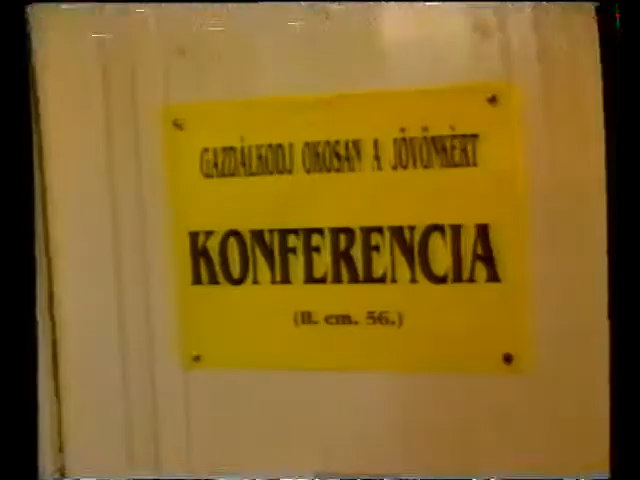 GAZDÁLKODJ OKOSAN A JÖVŐNKÉRT
KONFERENCIA
(II. em. 56.)